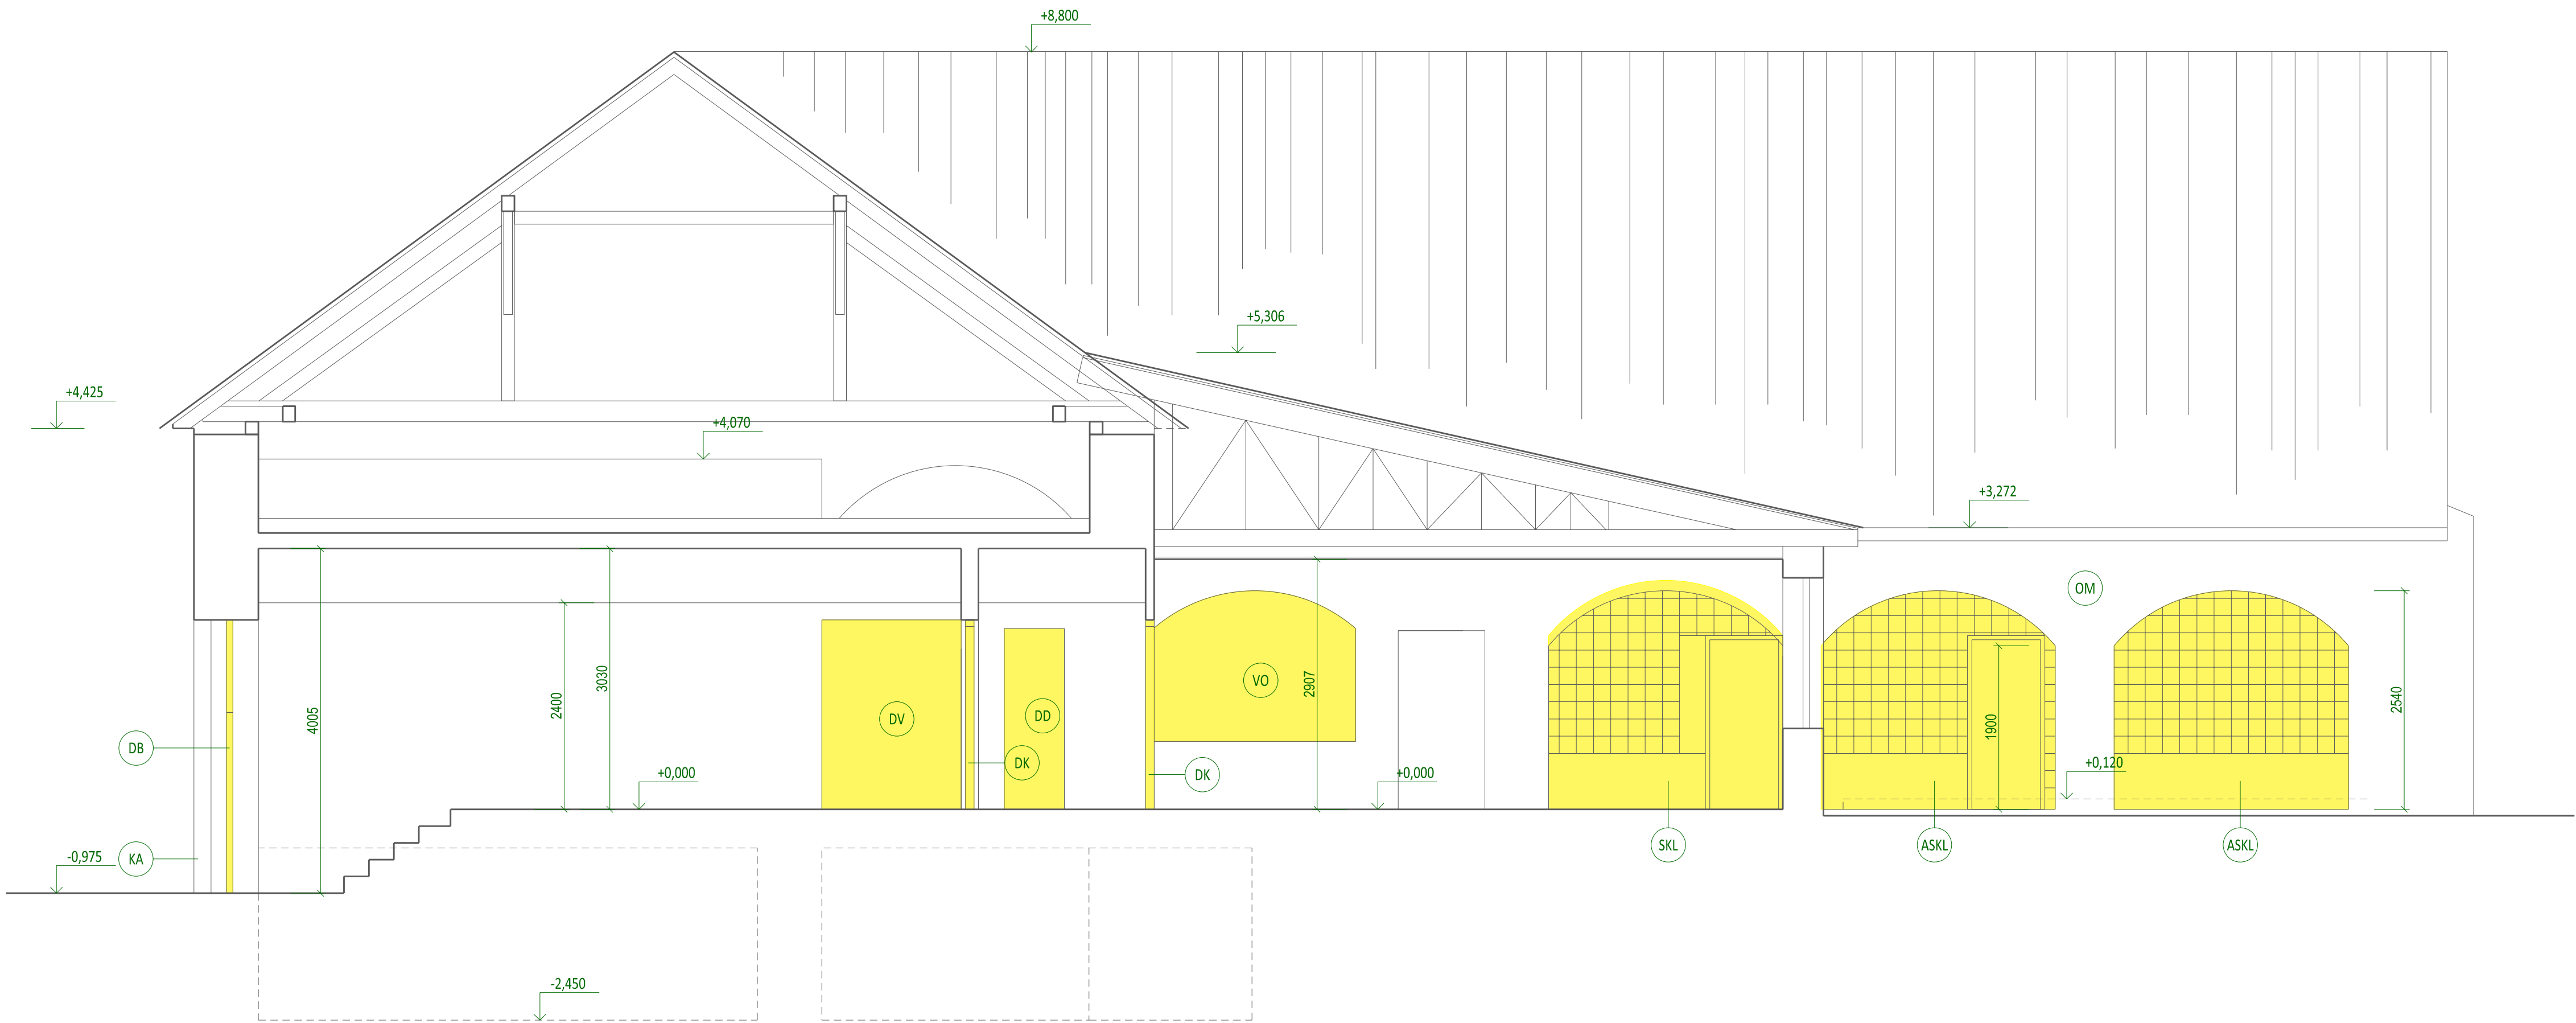 +8,800
+5,306
+4,425
+4,070
+3,272
OM
4005
2400
3030
2907
2540
1900
VO
DV
DD
DK
DK
DB
+0,000
+0,000
+0,120
KA
-0,975
SKL
ASKL
ASKL
-2,450